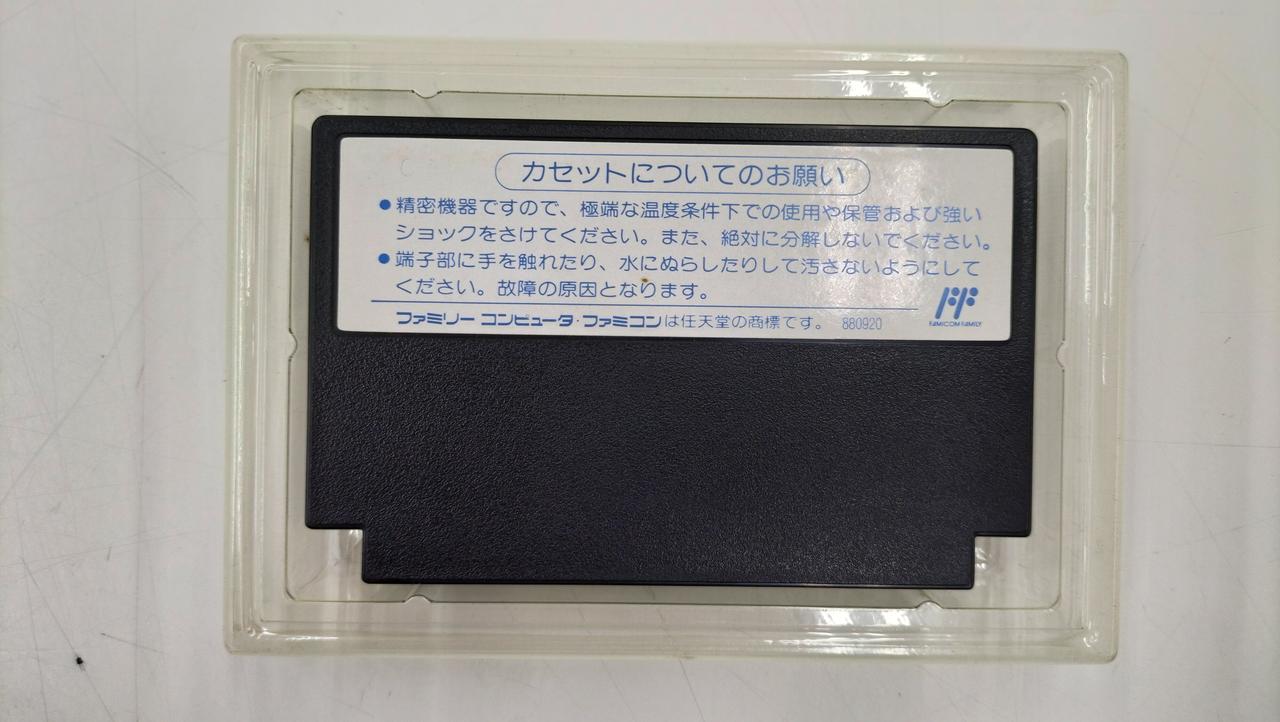 カセットについてのお願い
●精密機器ですので、極端な温度条件下での使用や保管および強い
ショックをさけてください。また、絶対に分解しないでください。
●端子部に手を触れたり、水にぬらしたりして汚さないようにして
ください。故障の原因となります。
ファミリー コンピュータ・ファミコンは任天堂の商標です。 880920
FAMICOM FAMILY